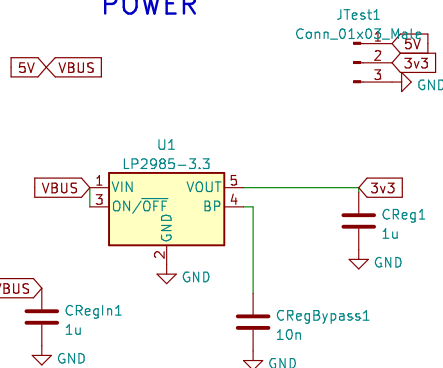 POWER
JTest1
Conn_01x03_Male
1
5V
2
3v3
3
GND
5V
VBUS
U1
LP2985-3.3
VBUS
1
VIN
VOUT
5
3v3
3
ON/OFF
BP
4
GND
2
GND
CReg1
1u
GND
VBUS
CRegIn1
1u
GND
CRegBypass1
10n
GND